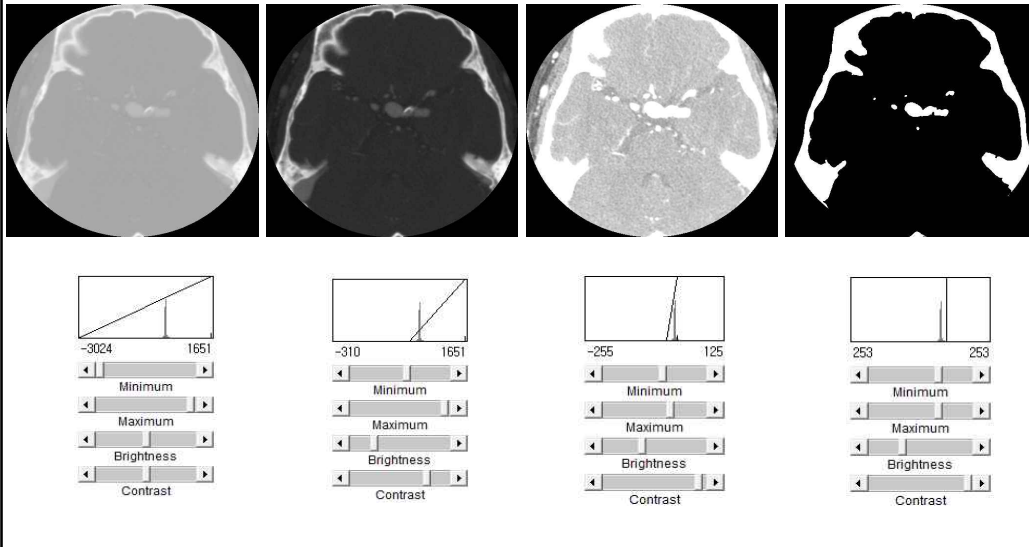 -3024 1651
Minimum
Maximum
Brightness
Contrast
-310 1651
Minimum
Maximum
Brightness
Contrast
-255 125
Minimum
Maximum
Brightness
Contrast
253 253
Minimum
Maximum
Brightness
Contrast